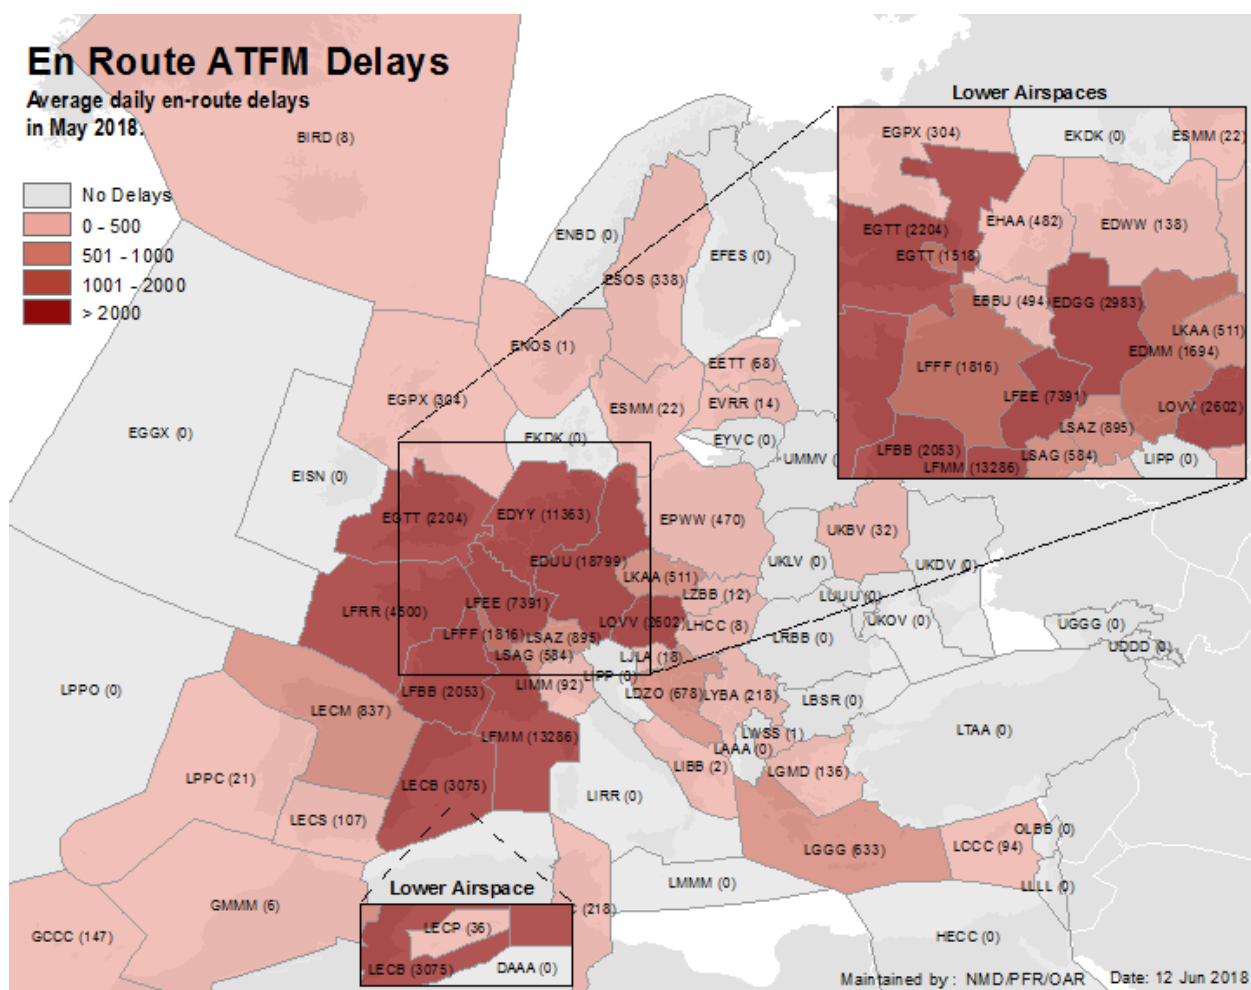 En Route ATFM Delays
Average daily en-route delays
in May 2018.
No Delays
0 - 500
501 - 1000
1001 - 2000
> 2000
BIRD (8)
ENBD (0)
ESOS (338)
EFES (0)
ENOS (1)
EETT (68)
EGPX (304)
ESMM (22)
EVRR (14)
EGGX (0)
EKDK (0)
EYVC (0)
UMMV (0)
EISN (0)
EGTT (2204)
EDYY (11363)
EPWW (470)
UKBV (32)
EDUU (18799)
UKLV (0)
UKDV (0)
LKAA (511)
LZBB (12)
LUUU (0)
LFRR (4500)
LFEE (7391)
LOVV (2602)
LHCC (8)
UKOV (0)
UGGG (0)
LFFF (1816)
LSAZ (895)
LRBB (0)
UDDD (0)
LSAG (584)
LJLA (18)
LIPP (0)
LPPO (0)
LFBB (2053)
LIMM (92)
LDZO (678)
LYBA (218)
LBSR (0)
LECM (837)
LTAA (0)
LFMM (13286)
LWSS (1)
LAAA (0)
LPPC (21)
LECB (3075)
LIBB (2)
LGMD (136)
LIRR (0)
LECS (107)
OLBB (0)
LGGG (633)
LCCC (94)
LMMM (0)
LLLL (0)
GMMM (6)
C (218)
GCCC (147)
HECC (0)
Lower Airspaces
EGPX (304)
EKDK (0)
ESMM (22)
EHAA (482)
EDWW (138)
EGTT (2204)
EGTT (1518)
EBBU (494)
EDGG (2983)
LKAA (511)
EDMM (1694)
LFFF (1816)
LFEE (7391)
LOVV (2602)
LSAZ (895)
LFBB (2053)
LSAG (584)
LIPP (0)
LFMM (13286)
Lower Airspace
LECP (36)
LECB (3075)
DAAA (0)
Maintained by : NMD/PFR/OAR Date: 12 Jun 2018